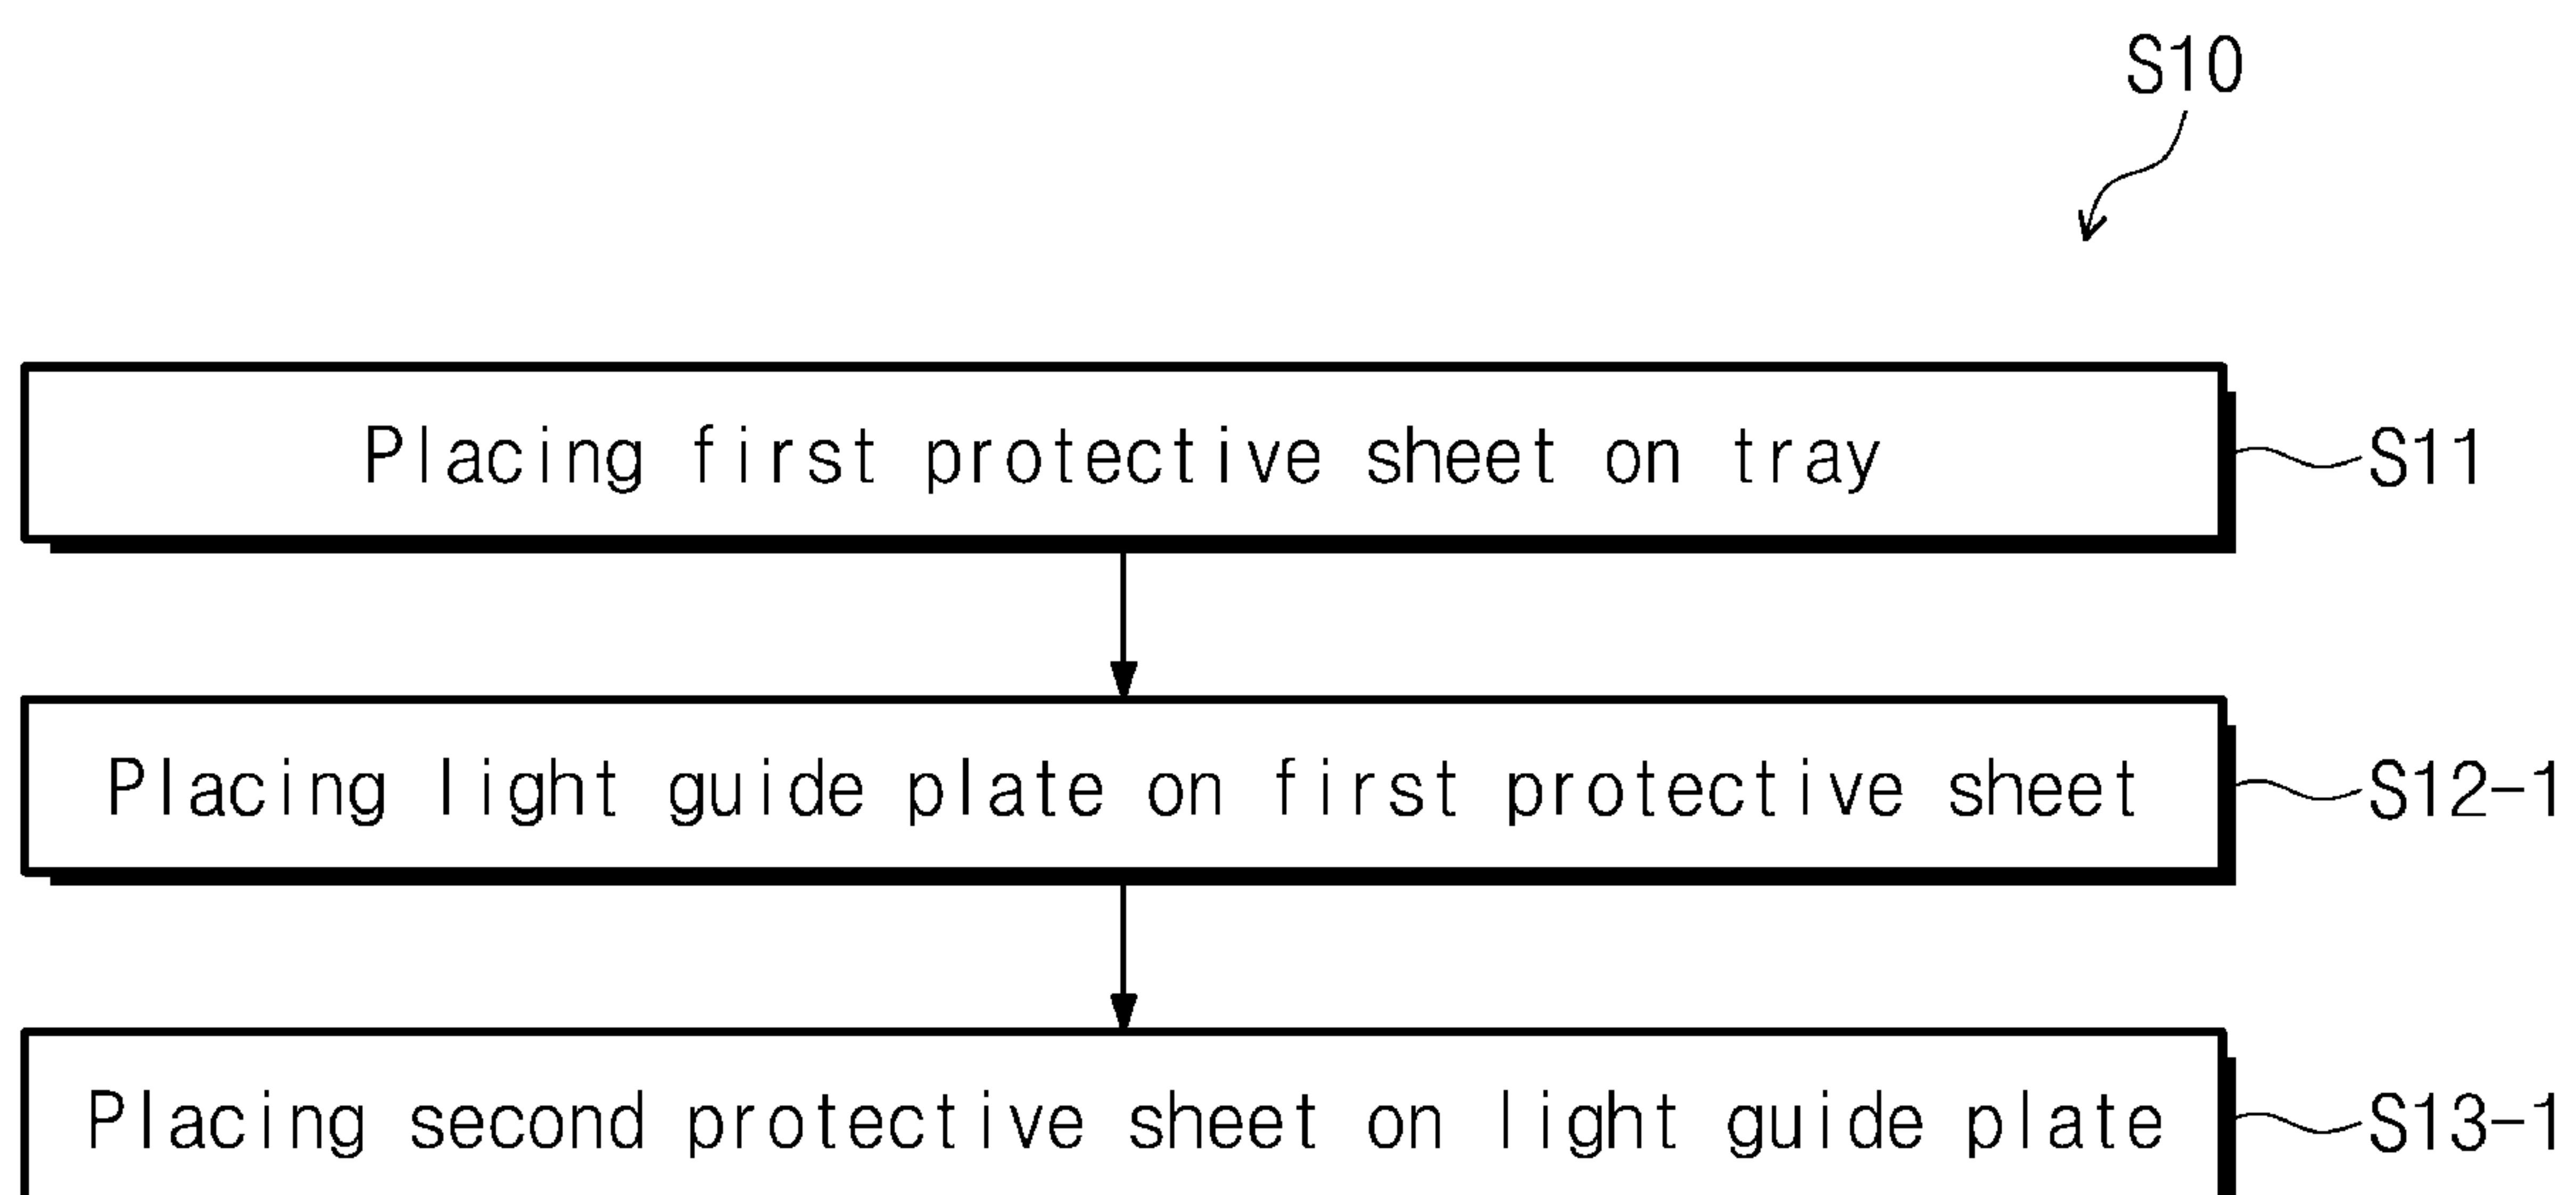 S10
Placing first protective sheet on tray
S11
Placing light guide plate on first protective sheet
S12-1
Placing second protective sheet on light guide plate
S13-1